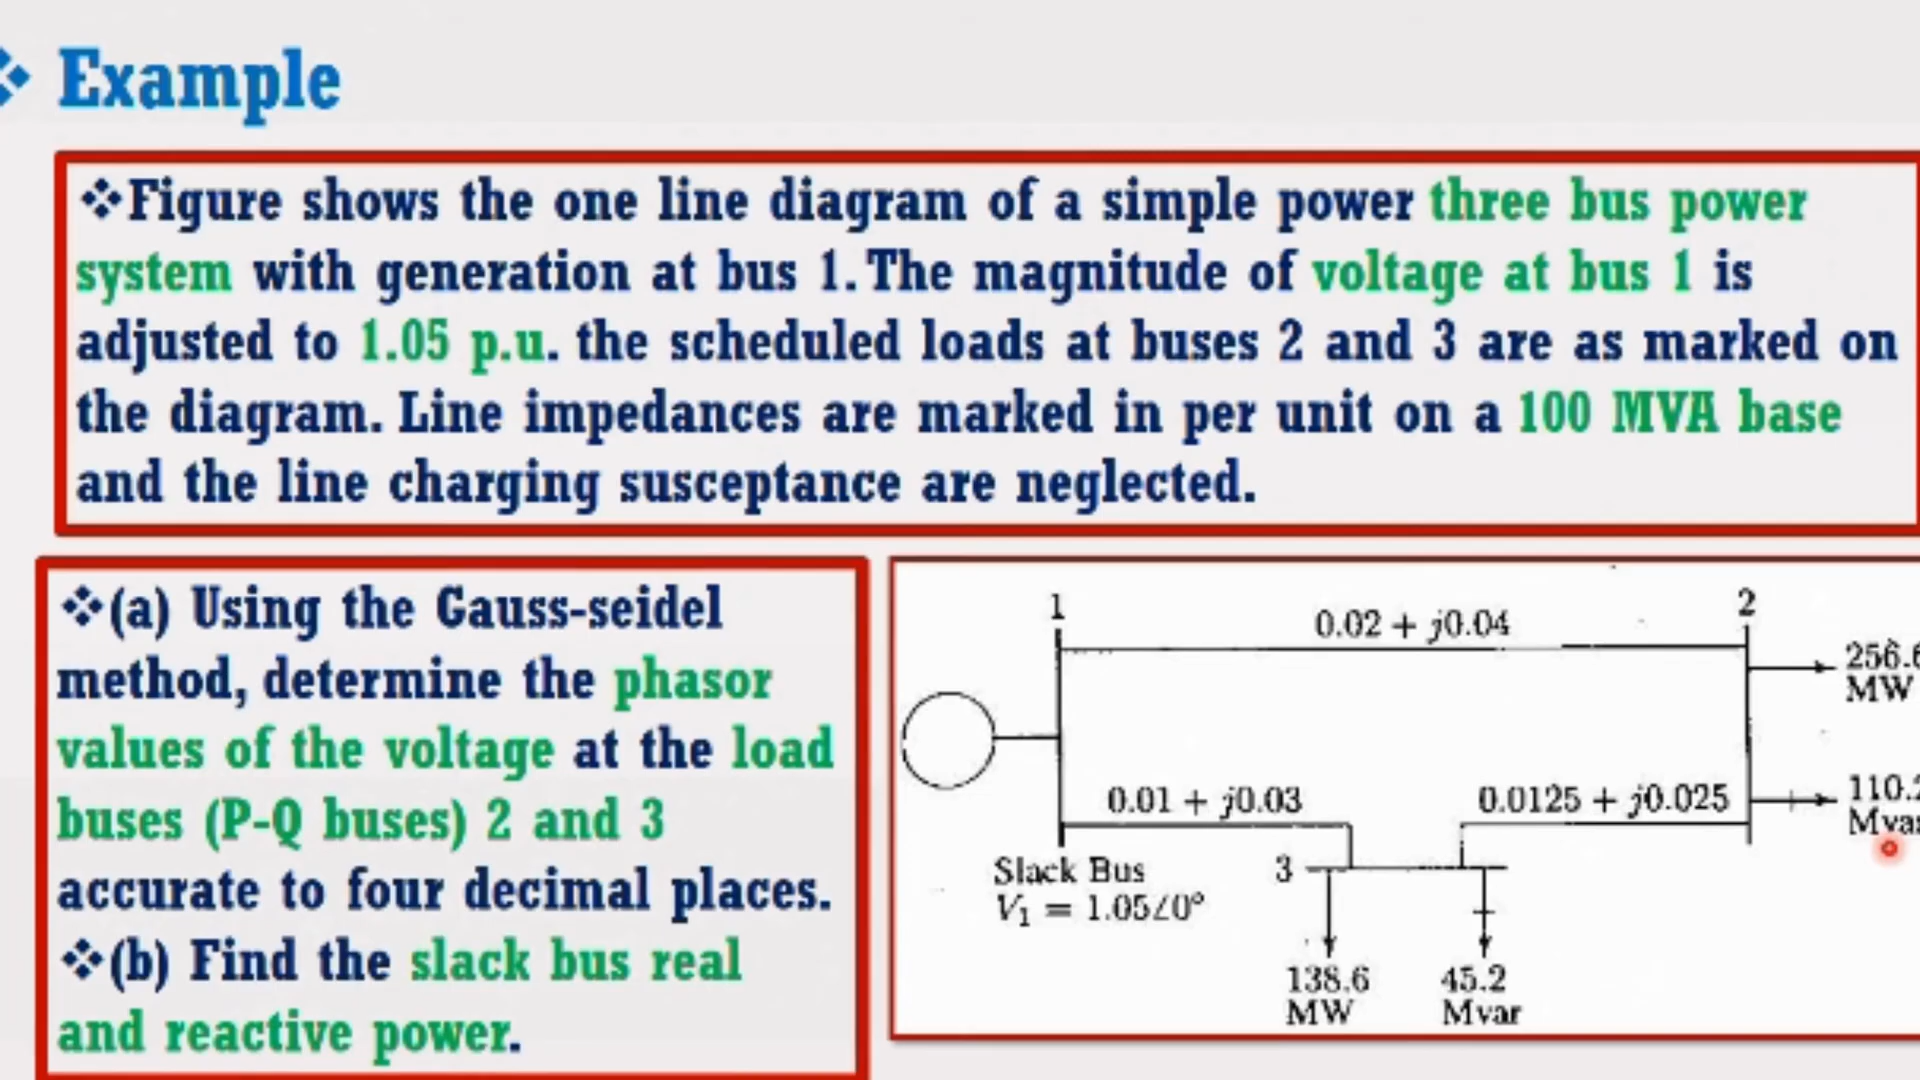 ❖ Example
❖Figure shows the one line diagram of a simple power three bus power
system with generation at bus 1. The magnitude of voltage at bus 1 is
adjusted to 1.05 p.u. the scheduled loads at buses 2 and 3 are as marked on
the diagram. Line impedances are marked in per unit on a 100 MVA base
and the line charging susceptance are neglected.
❖(a) Using the Gauss-seidel
method, determine the phasor
values of the voltage at the load
buses (P-Q buses) 2 and 3
accurate to four decimal places.
❖(b) Find the slack bus real
and reactive power.
1
0.02 + j0.04
2
256.6
MW
0.01 + j0.03
0.0125 + j0.025
110.2
Mvar
Slack Bus
V₁ = 1.05∠0°
3
138.6
MW
45.2
Mvar